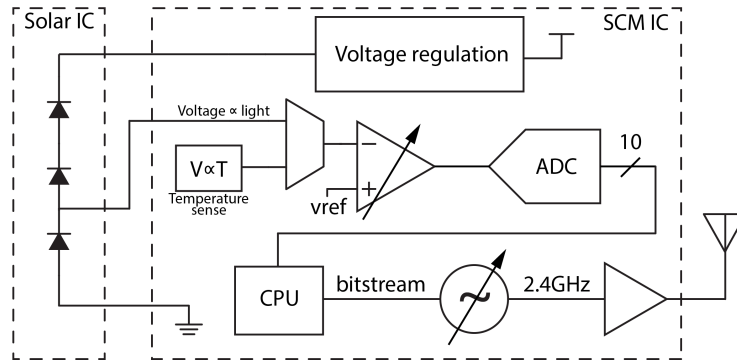 Solar IC
SCM IC
Voltage regulation
Voltage ∝ light
V∝T
Temperature
sense
−
+
vref
ADC
10
CPU
bitstream
~
2.4GHz